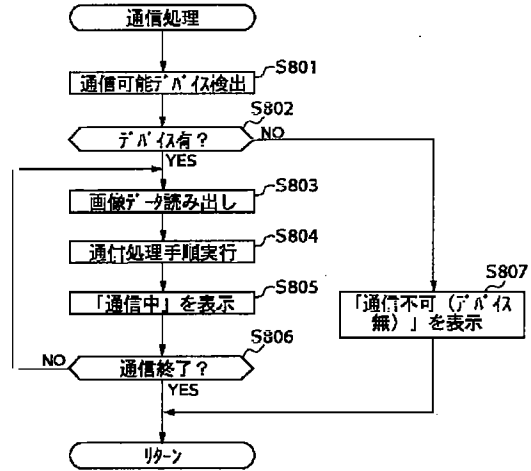 通信処理
S801
通信可能デバイス検出
S802
デバイス有？
NO
YES
S803
画像データ読み出し
S804
通信処理手順実行
S805
「通信中」を表示
S807
「通信不可（デバイス
無）」を表示
S806
NO
通信終了？
YES
リターン